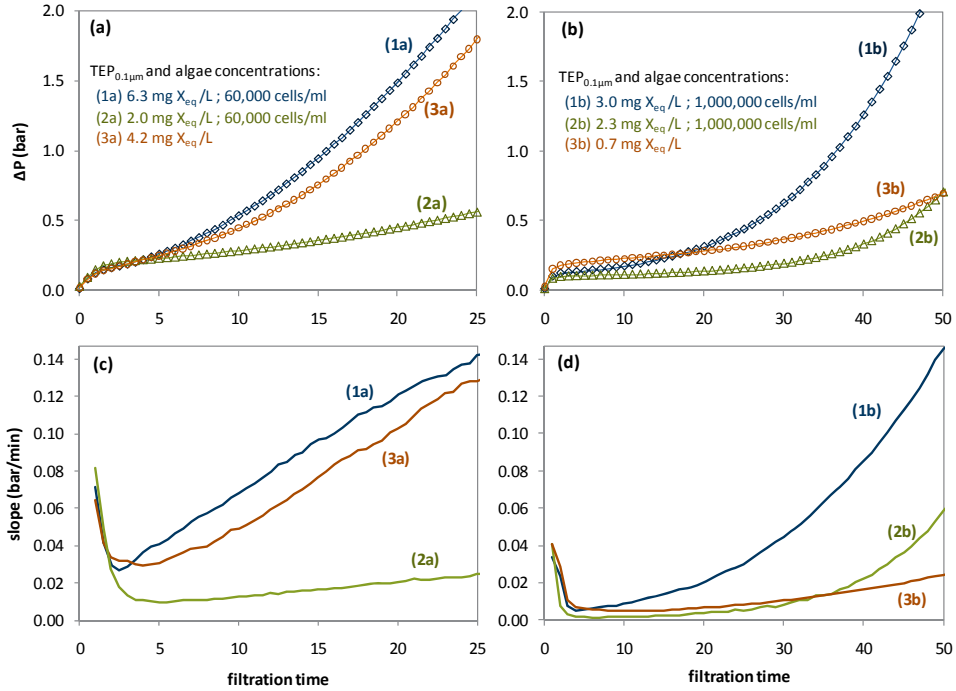 (a)
TEP0.1µm and algae concentrations:
(1a) 6.3 mg Xeq /L ; 60,000 cells/ml
(2a) 2.0 mg Xeq /L ; 60,000 cells/ml
(3a) 4.2 mg Xeq /L
(1a)
(3a)
(2a)
ΔP (bar)
2.0
1.5
1.0
0.5
0.0
0 5 10 15 20 25
(b)
TEP0.1µm and algae concentrations:
(1b) 3.0 mg Xeq /L ; 1,000,000 cells/ml
(2b) 2.3 mg Xeq /L ; 1,000,000 cells/ml
(3b) 0.7 mg Xeq /L
(1b)
(3b)
(2b)
2.0
1.5
1.0
0.5
0.0
0 10 20 30 40 50
(c)
(1a)
(3a)
(2a)
slope (bar/min)
0.14
0.12
0.10
0.08
0.06
0.04
0.02
0.00
0 5 10 15 20 25
filtration time
(d)
(1b)
(2b)
(3b)
0.14
0.12
0.10
0.08
0.06
0.04
0.02
0.00
0 10 20 30 40 50
filtration time